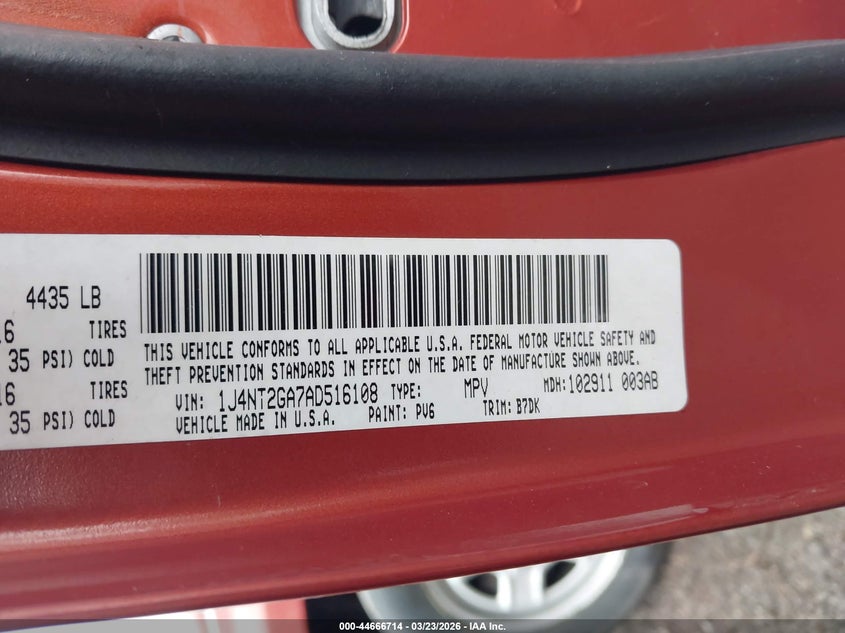 4435 LB
16 TIRES
35 PSI) COLD
16 TIRES
35 PSI) COLD
THIS VEHICLE CONFORMS TO ALL APPLICABLE U.S.A. FEDERAL MOTOR VEHICLE SAFETY AND
THEFT PREVENTION STANDARDS IN EFFECT ON THE DATE OF MANUFACTURE SHOWN ABOVE.
VIN: 1J4NT2GA7AD516108 TYPE: MPV MDH:102911 003AB
VEHICLE MADE IN U.S.A. PAINT: PV6 TRIM: B7DK
000-44666714 - 03/23/2026 - IAA Inc.